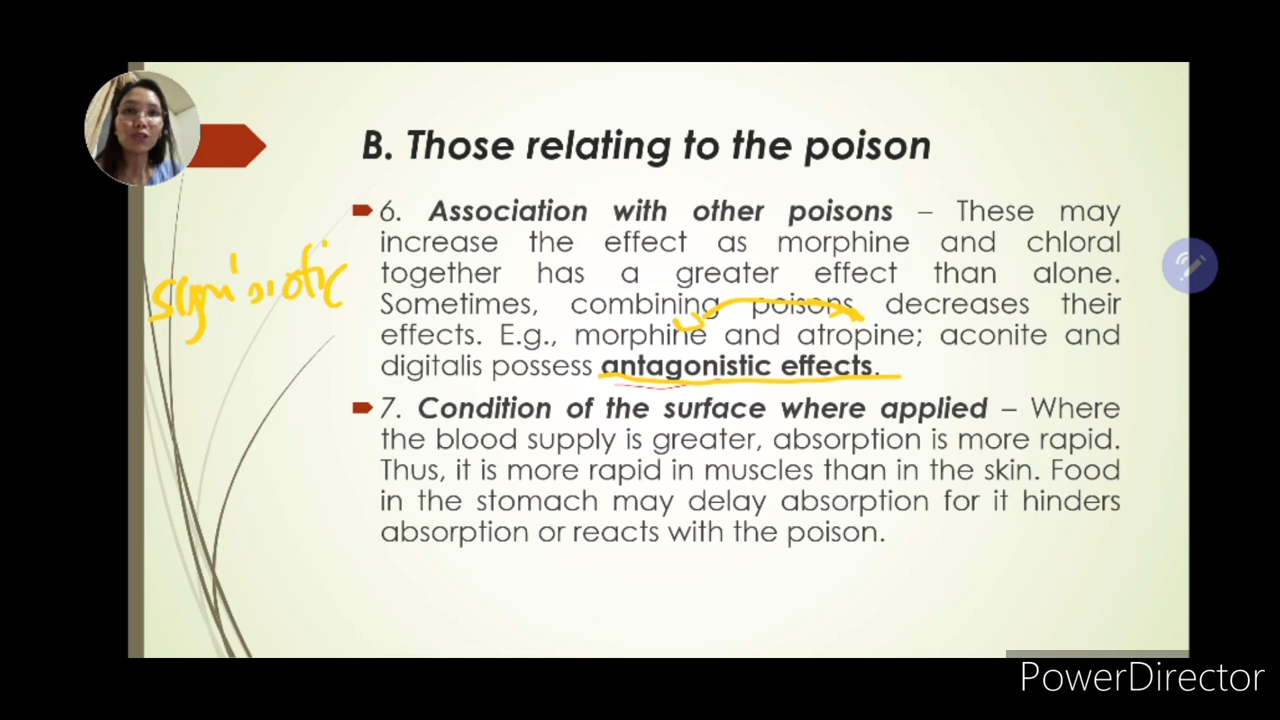 B. Those relating to the poison
6. Association with other poisons – These may
increase the effect as morphine and chloral
together has a greater effect than alone.
Sometimes, combining poisons decreases their
effects. E.g., morphine and atropine; aconite and
digitalis possess antagonistic effects.
7. Condition of the surface where applied – Where
the blood supply is greater, absorption is more rapid.
Thus, it is more rapid in muscles than in the skin. Food
in the stomach may delay absorption for it hinders
absorption or reacts with the poison.
PowerDirector